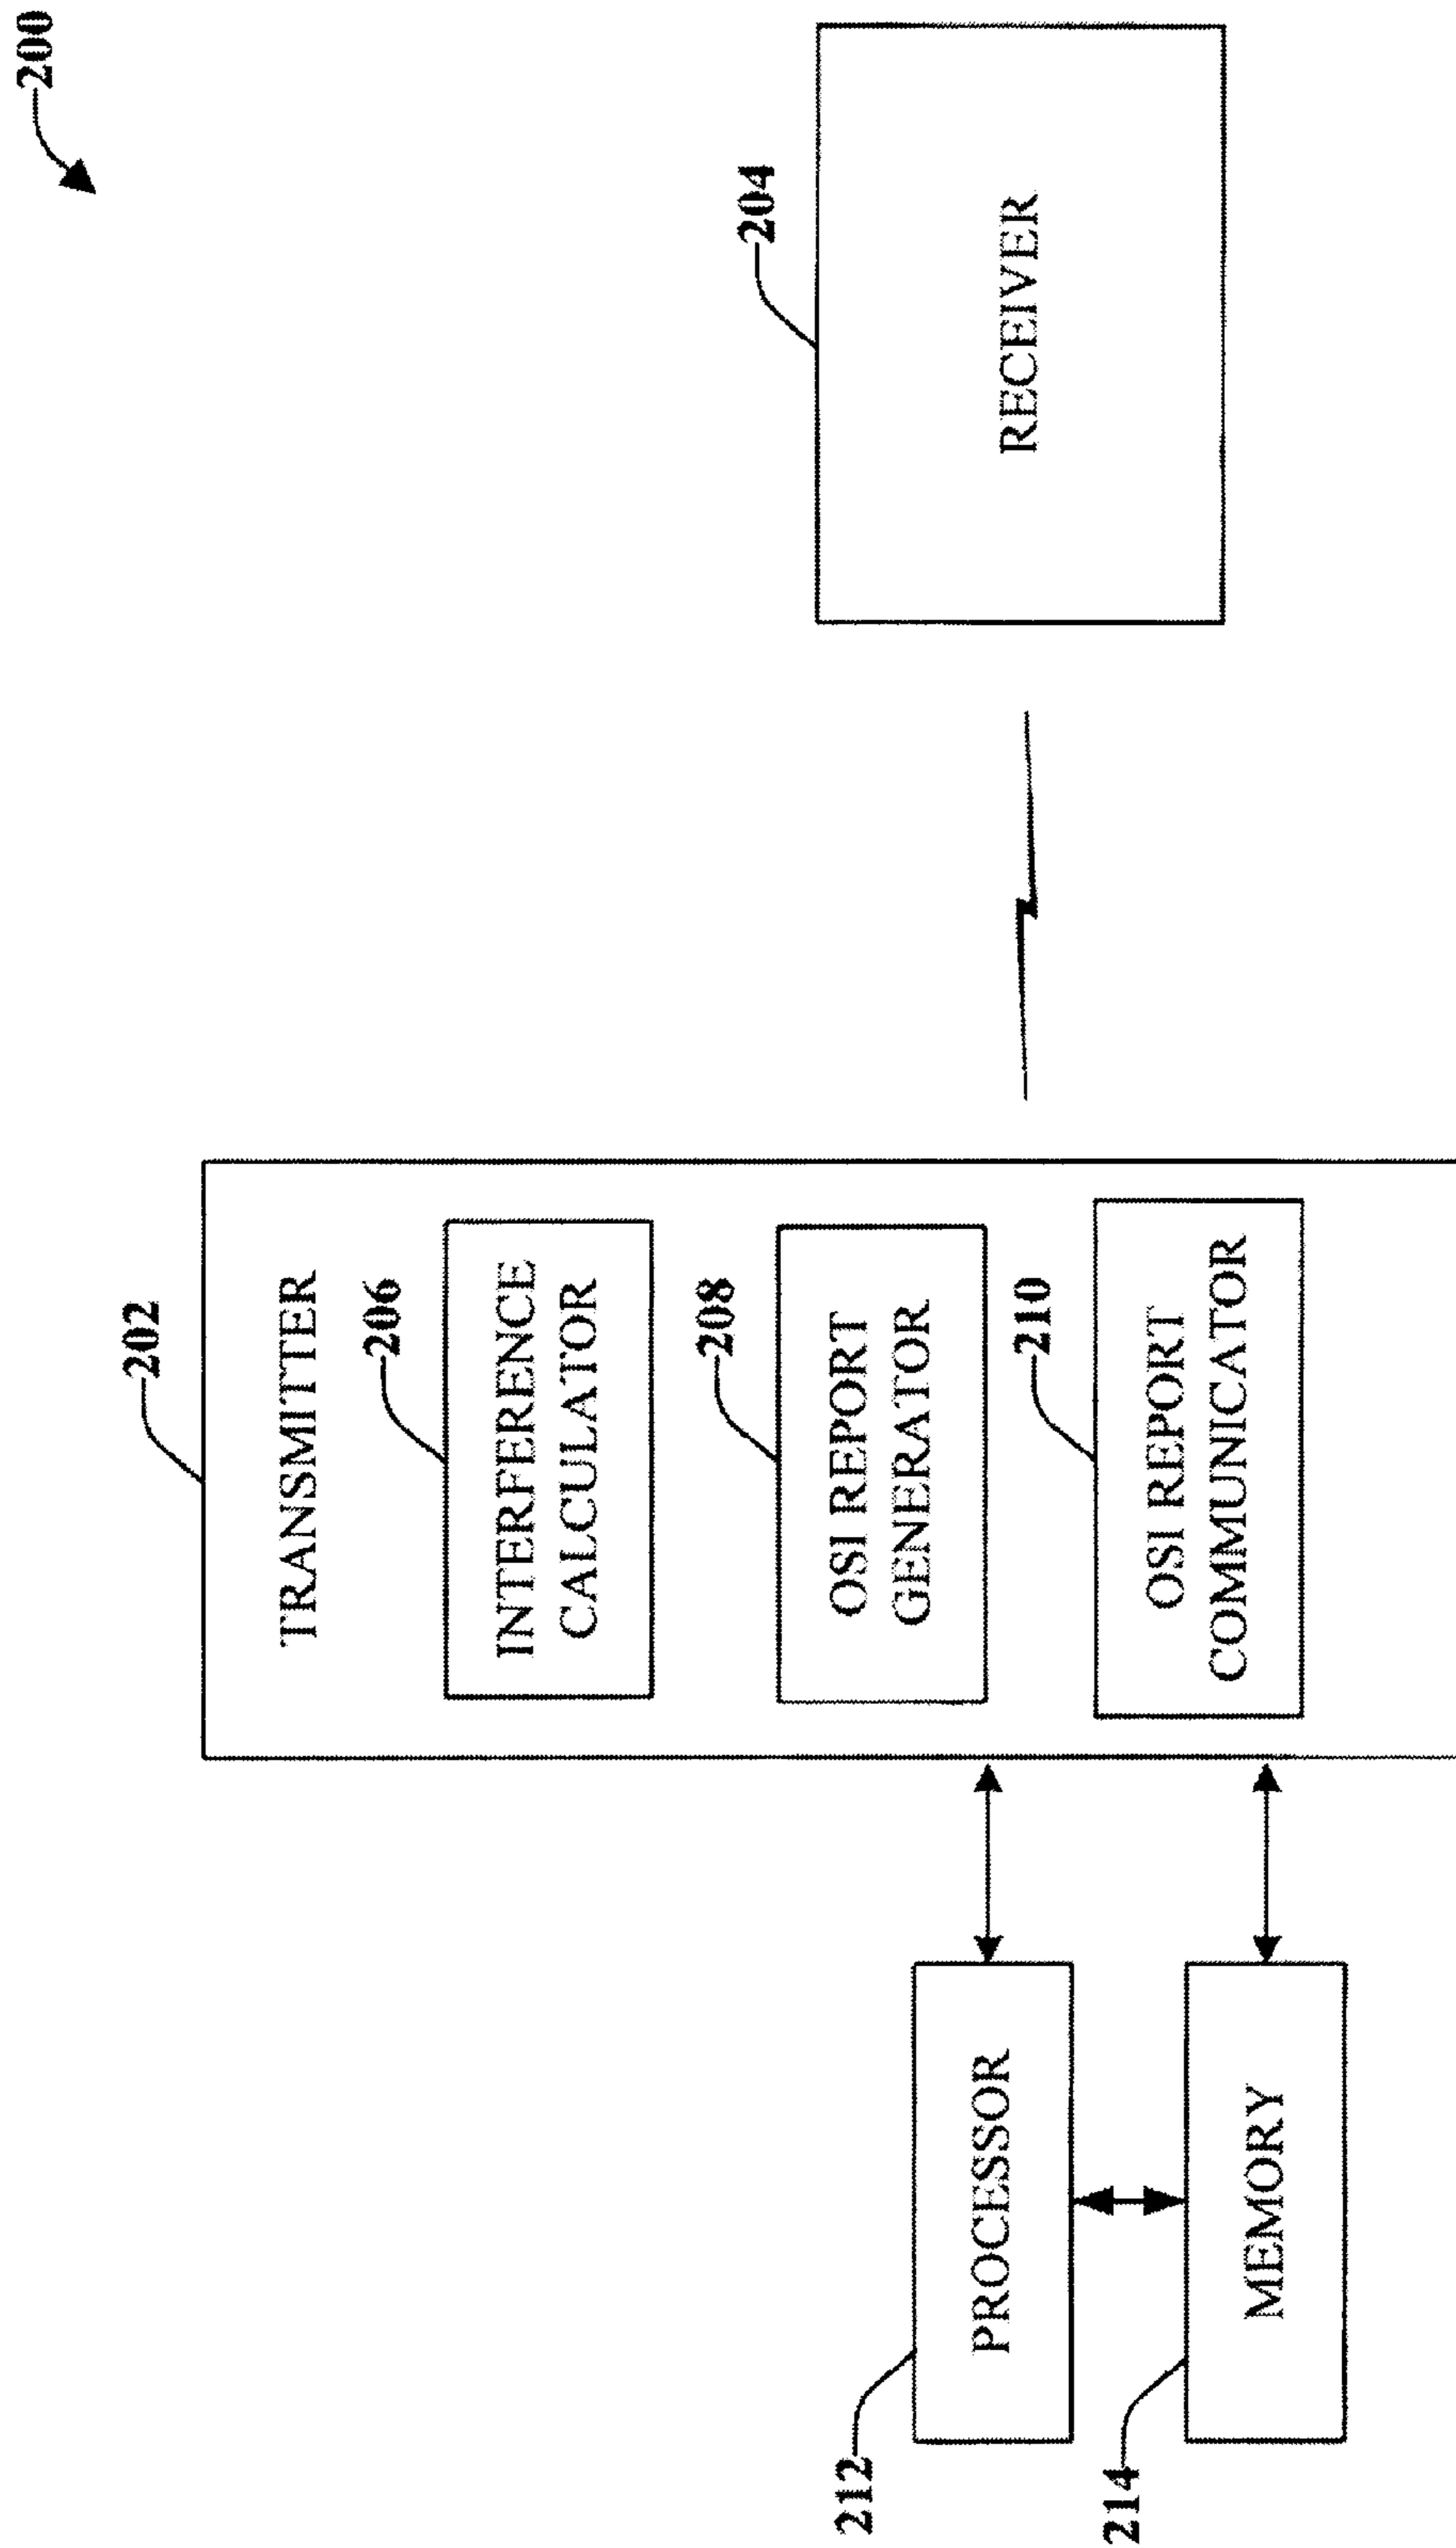 200
202
TRANSMITTER
206
INTERFERENCE
CALCULATOR
204
208
OSI REPORT
GENERATOR
RECEIVER
212
PROCESSOR
210
OSI REPORT
COMMUNICATOR
214
MEMORY